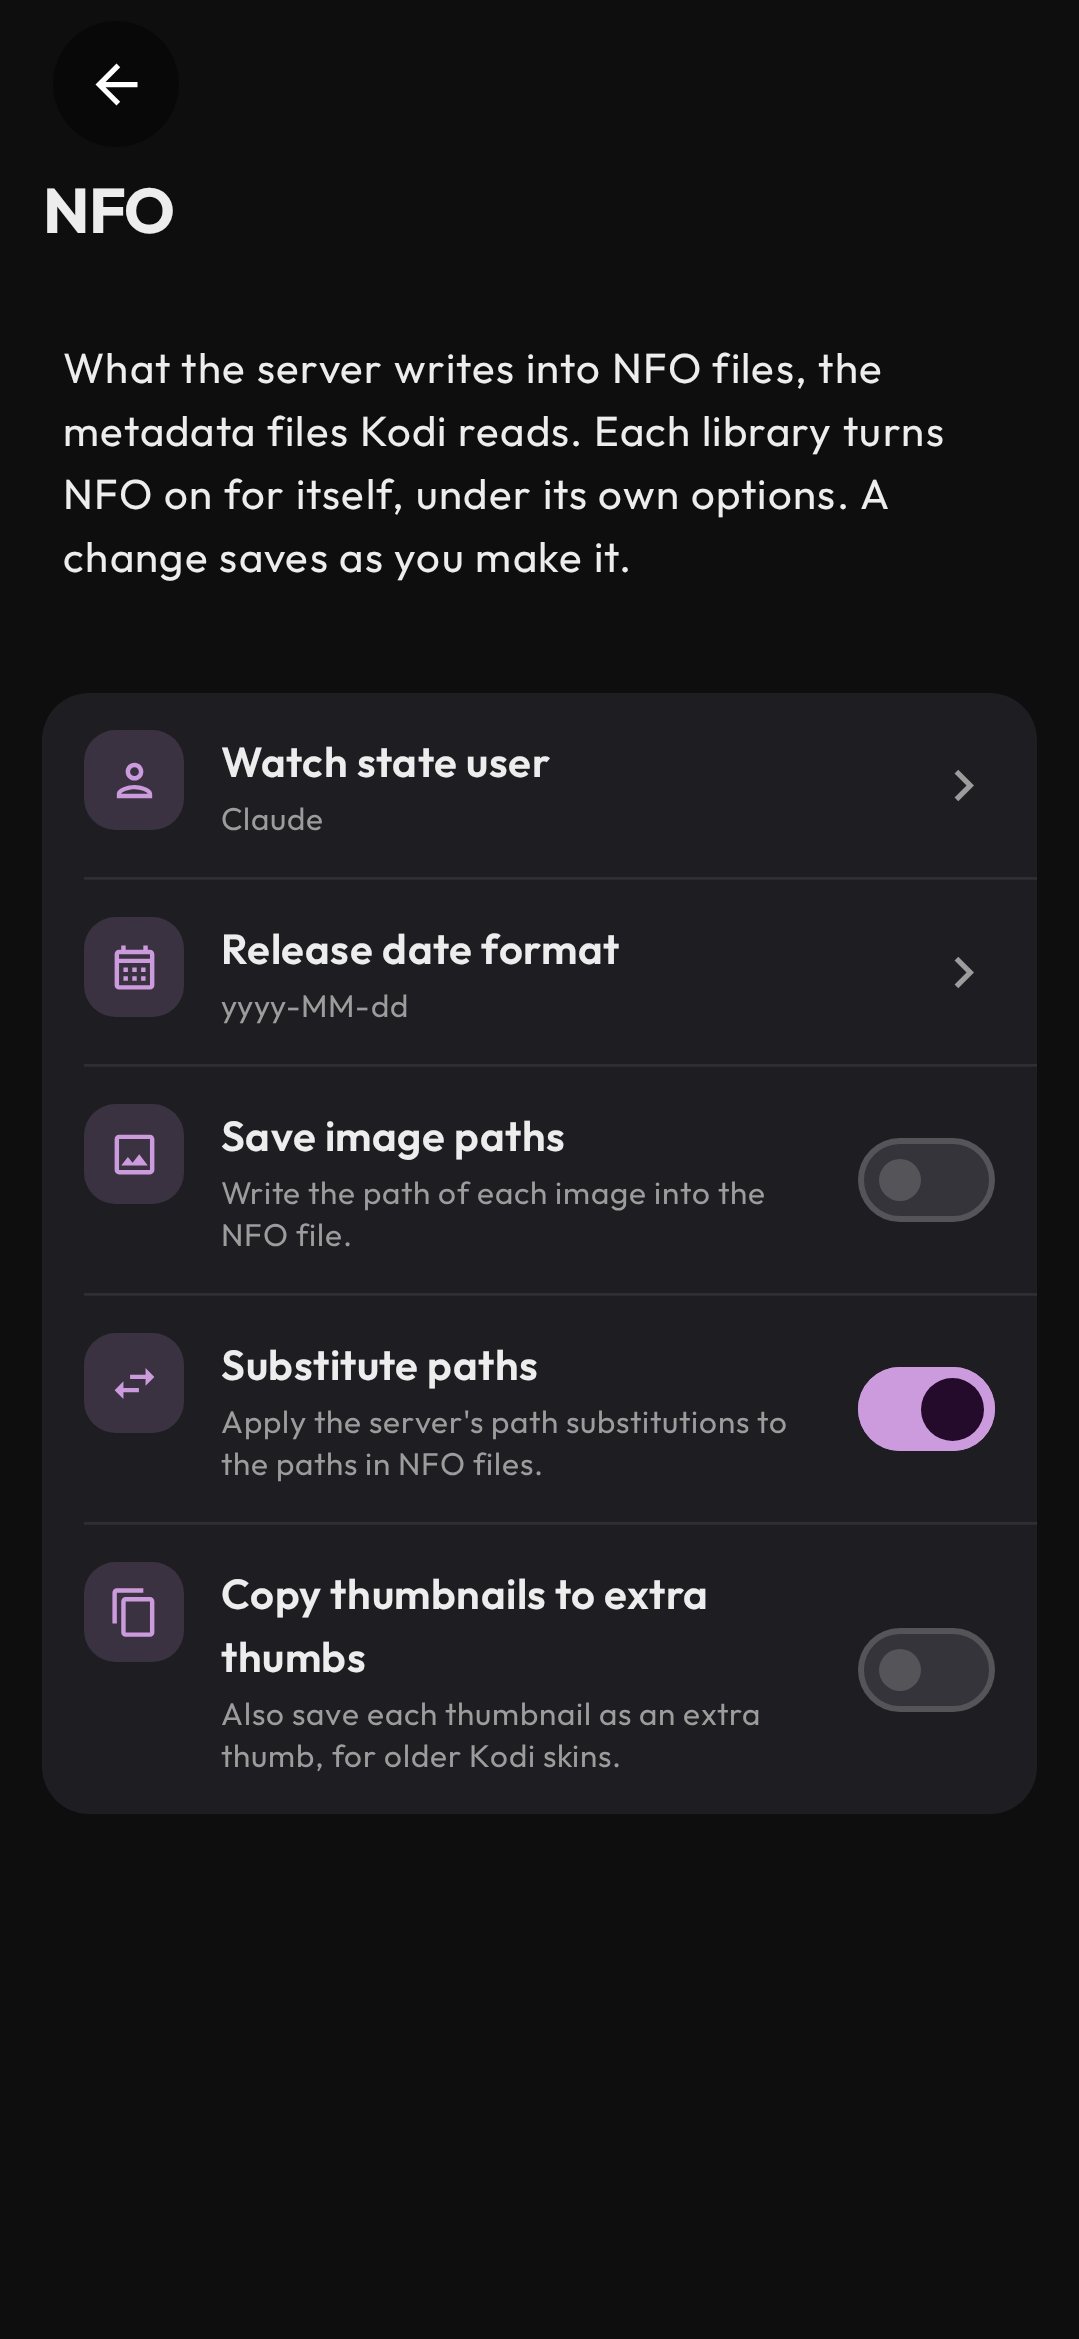 NFO
What the server writes into NFO files, the
metadata files Kodi reads. Each library turns
NFO on for itself, under its own options. A
change saves as you make it.
Watch state user
Claude
Release date format
yyyy-MM-dd
Save image paths
Write the path of each image into the
NFO file.
Substitute paths
Apply the server's path substitutions to
the paths in NFO files.
Copy thumbnails to extra
thumbs
Also save each thumbnail as an extra
thumb, for older Kodi skins.